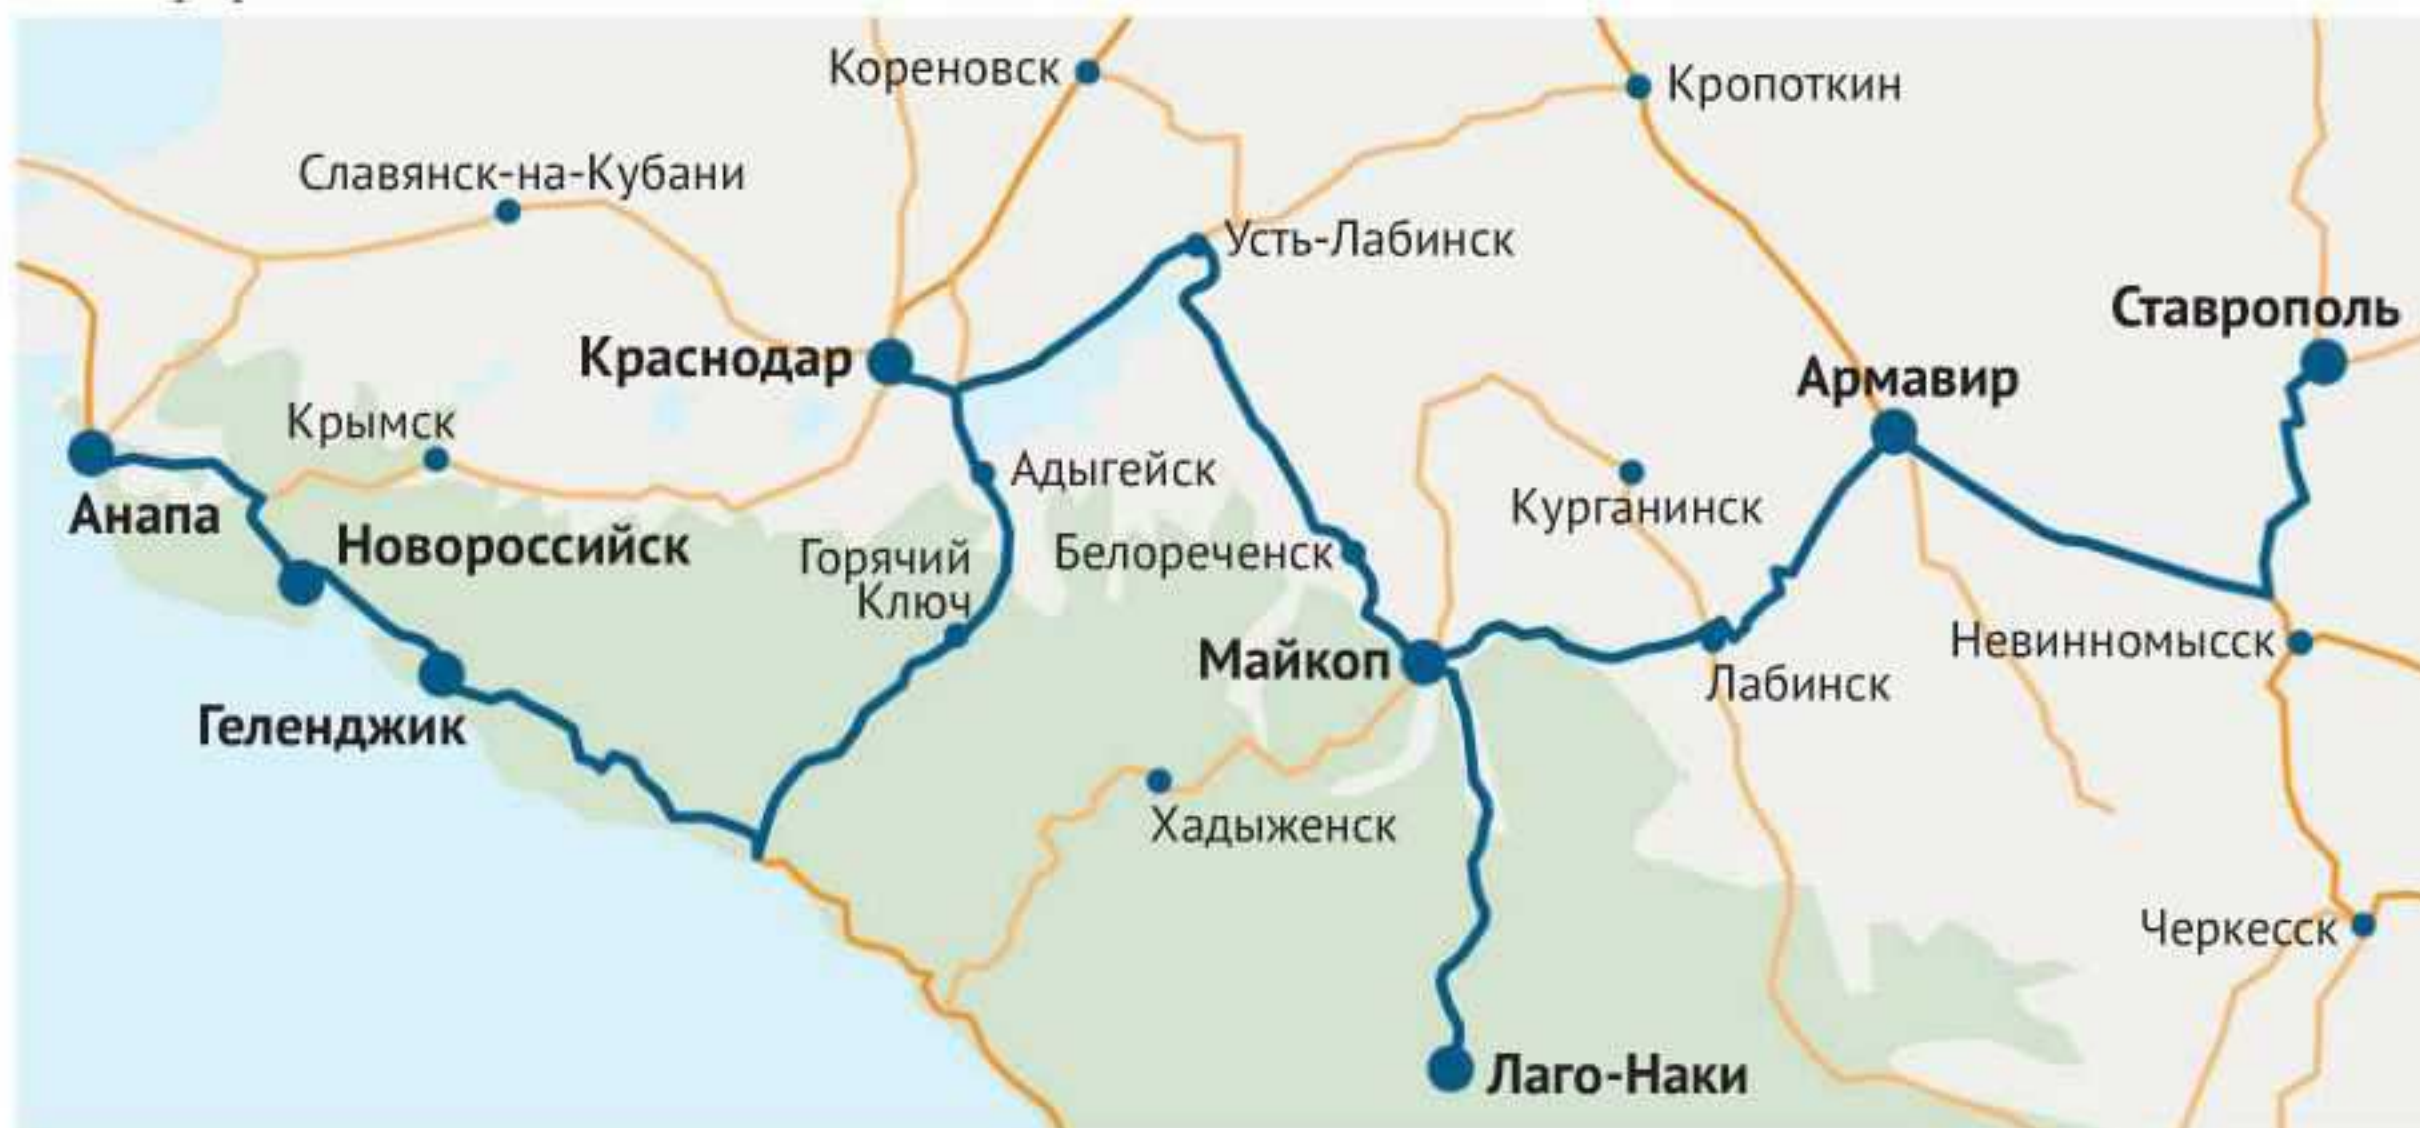 Кореновск
Кропоткин
Славянск-на-Кубани
Усть-Лабинск
Ставрополь
Краснодар
Армавир
Крымск
Адыгейск
Анапа
Курганинск
Новороссийск
Горячий
Ключ
Белореченск
Майкоп
Невинномысск
Лабинск
Геленджик
Хадыженск
Черкесск
Лаго-Наки